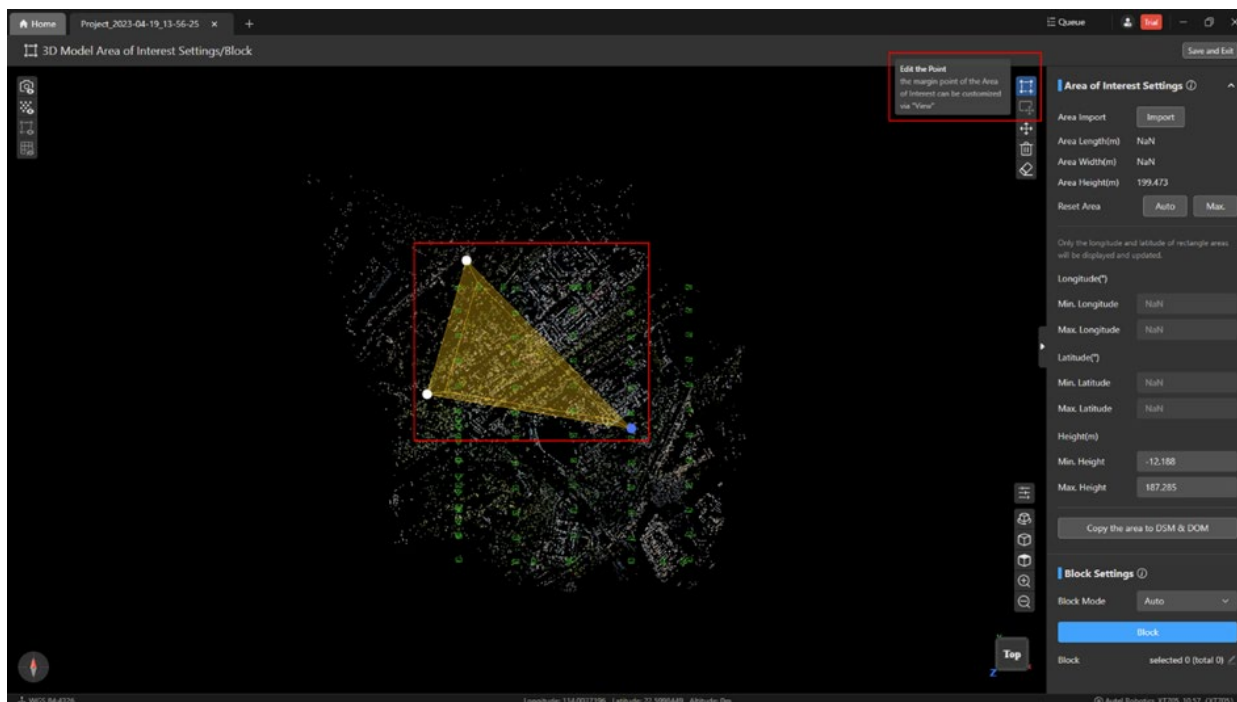 Home
Project_2023-04-19_13-56-25
Queue
Trial
3D Model Area of Interest Settings/Block
Save and Exit
Edit the Point
the margin point of the Area
of Interest can be customized
via "View"
Area of Interest Settings
Area Import Import
Area Length(m) NaN
Area Width(m) NaN
Area Height(m) 199.473
Reset Area Auto Max.
Only the longitude and latitude of rectangle areas
will be displayed and updated.
Longitude(°)
Min. Longitude NaN
Max. Longitude NaN
Latitude(°)
Min. Latitude NaN
Max. Latitude NaN
Height(m)
Min. Height -12.188
Max. Height 187.285
Copy the area to DSM & DOM
Block Settings
Block Mode Auto
Block
Block selected 0 (total 0)
Top
Z